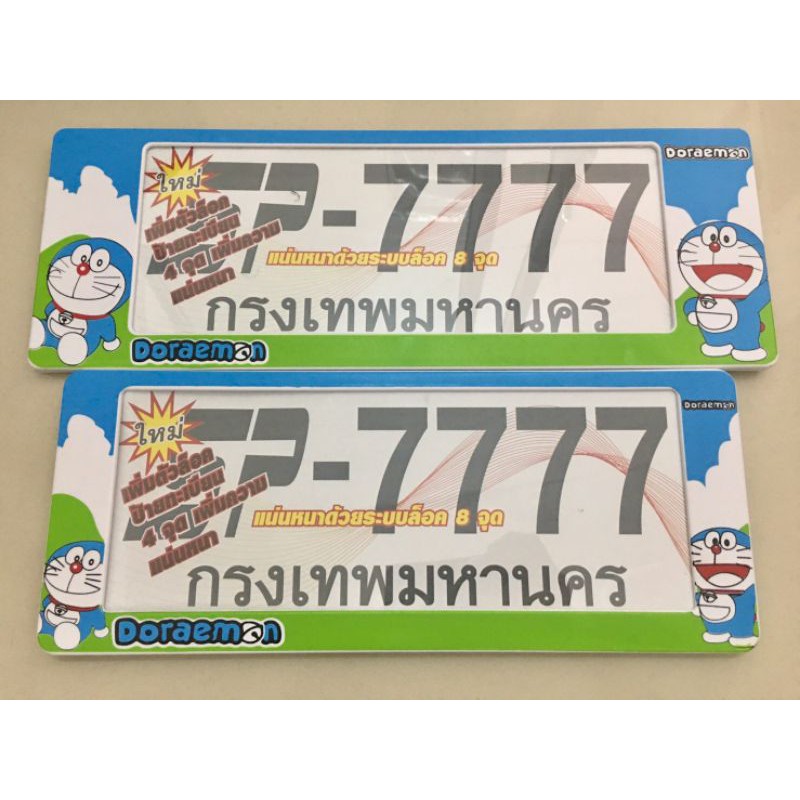 Doraemon
ใหม่
-7777
เพิ่มตัวล็อค
ป้ายทะเบียน
4 จุด เพิ่มความ
แน่นหนา
แน่นหนาด้วยระบบล็อค 8 จุด
กรุงเทพมหานคร
Doraemon
Doraemon
ใหม่
-7777
เพิ่มตัวล็อค
ป้ายทะเบียน
4 จุด เพิ่มความ
แน่นหนา
แน่นหนาด้วยระบบล็อค 8 จุด
กรุงเทพมหานคร
Doraemon